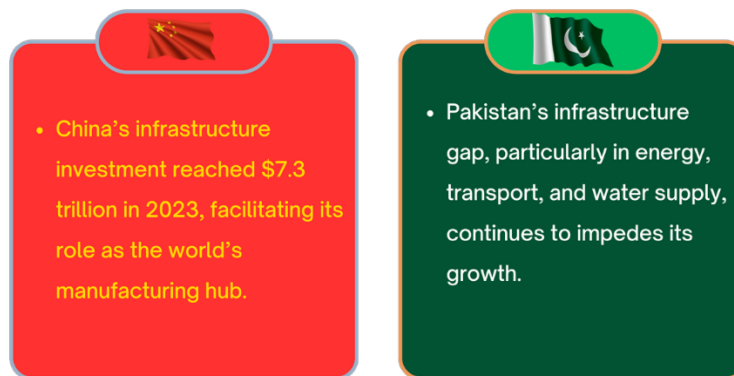 • China’s infrastructure
investment reached $7.3
trillion in 2023, facilitating its
role as the world’s
manufacturing hub.
• Pakistan’s infrastructure
gap, particularly in energy,
transport, and water supply,
continues to impedes its
growth.